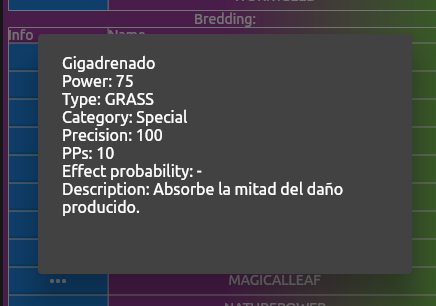 Bredding:
Info
Gigadrenado
Power: 75
Type: GRASS
Category: Special
Precision: 100
PPs: 10
Effect probability: -
Description: Absorbe la mitad del daño
producido.
MAGICALLEAF